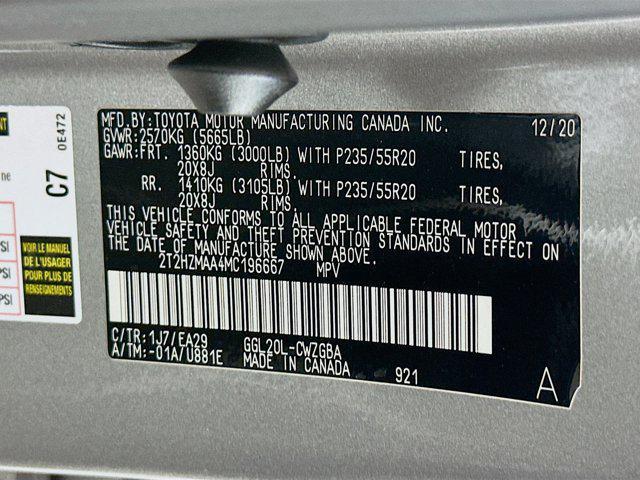 MFD.BY:TOYOTA MOTOR MANUFACTURING CANADA INC. 12/20
GVWR:2570KG (5665LB)
GAWR:FRT. 1360KG (3000LB) WITH P235/55R20 TIRES,
20X8J RIMS.
RR. 1410KG (3105LB) WITH P235/55R20 TIRES,
20X8J RIMS.
THIS VEHICLE CONFORMS TO ALL APPLICABLE FEDERAL MOTOR
VEHICLE SAFETY AND THEFT PREVENTION STANDARDS IN EFFECT ON
THE DATE OF MANUFACTURE SHOWN ABOVE.
2T2HZMAA4MC196667 MPV
C/TR:1J7/EA29 GGL20L-CWZGBA
A/TM:-01A/U881E MADE IN CANADA 921 A
C7
0E472
ne
PSI
PSI
PSI
VOIR LE MANUEL
DE L'USAGER
POUR PLUS DE
RENSEIGNEMENTS